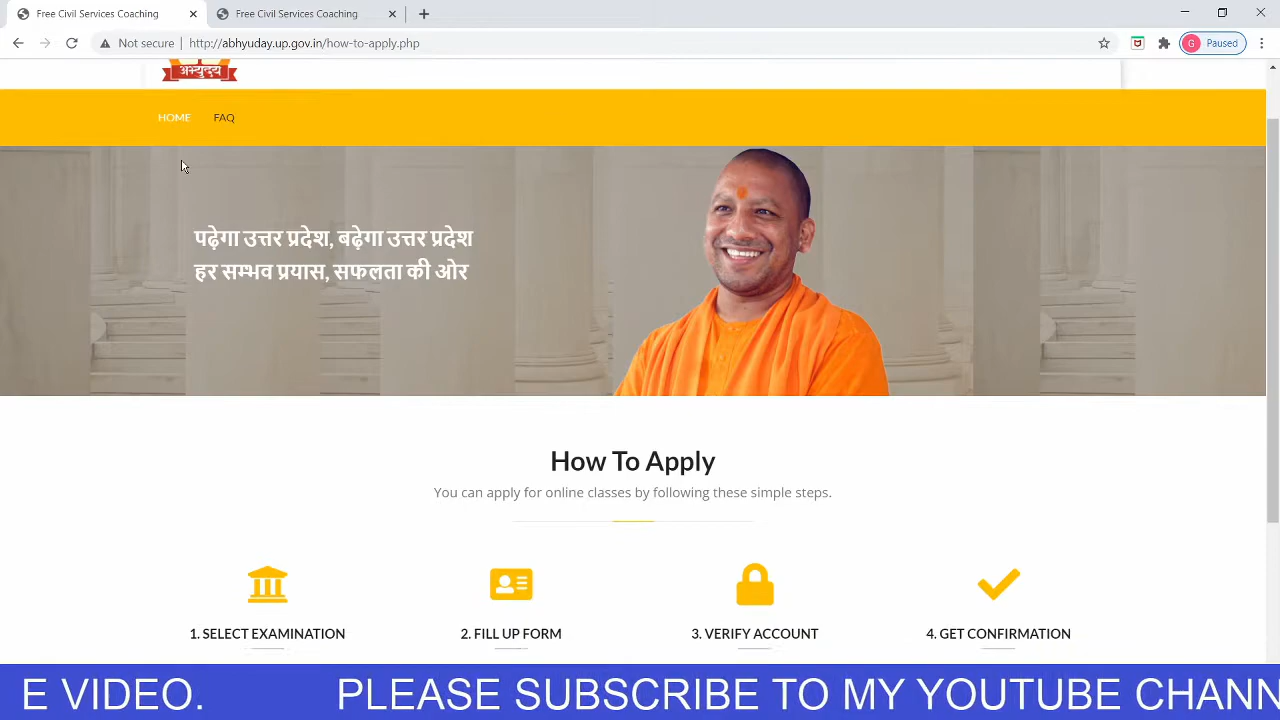 Free Civil Services Coaching
Free Civil Services Coaching
Not secure
http://abhyuday.up.gov.in/how-to-apply.php
G
Paused
अभ्युदय
HOME
FAQ
पढ़ेगा उत्तर प्रदेश, बढ़ेगा उत्तर प्रदेश
हर सम्भव प्रयास, सफलता की ओर
How To Apply
You can apply for online classes by following these simple steps.
1. SELECT EXAMINATION
2. FILL UP FORM
3. VERIFY ACCOUNT
4. GET CONFIRMATION
E VIDEO. PLEASE SUBSCRIBE TO MY YOUTUBE CHANN